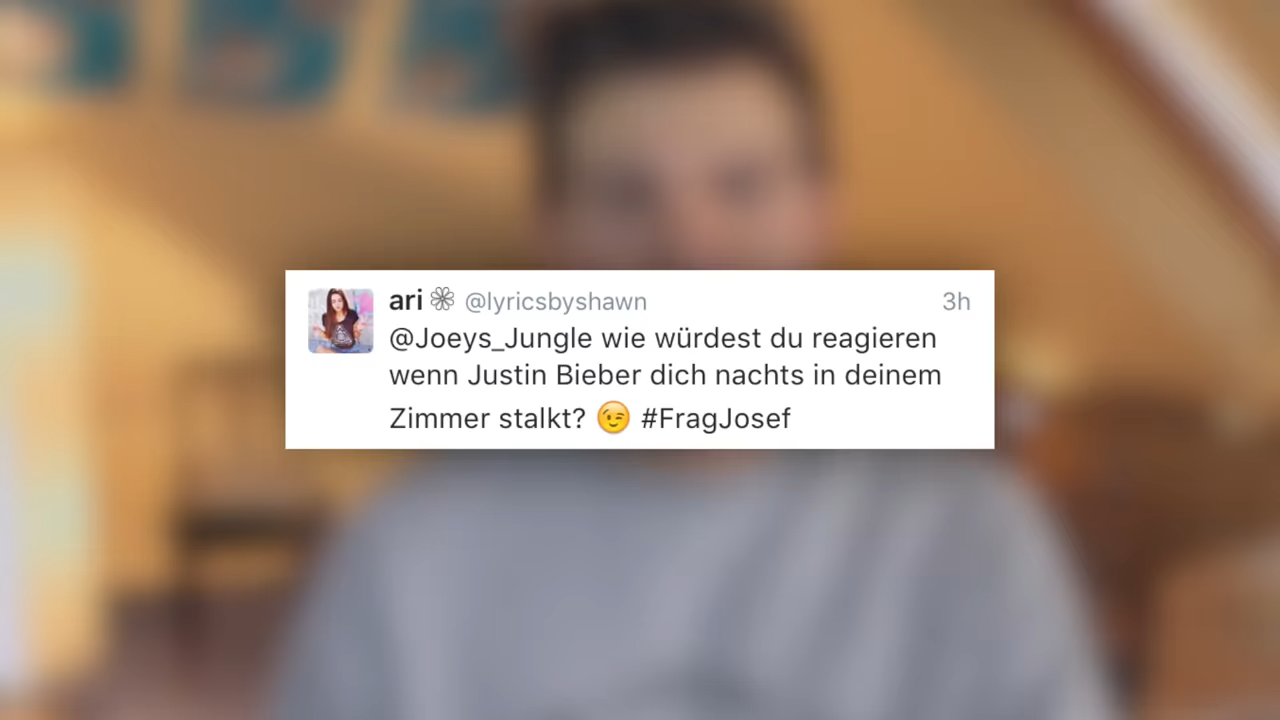 ari @lyricsbyshawn 3h
@Joeys_Jungle wie würdest du reagieren
wenn Justin Bieber dich nachts in deinem
Zimmer stalkt? 😉 #FragJosef